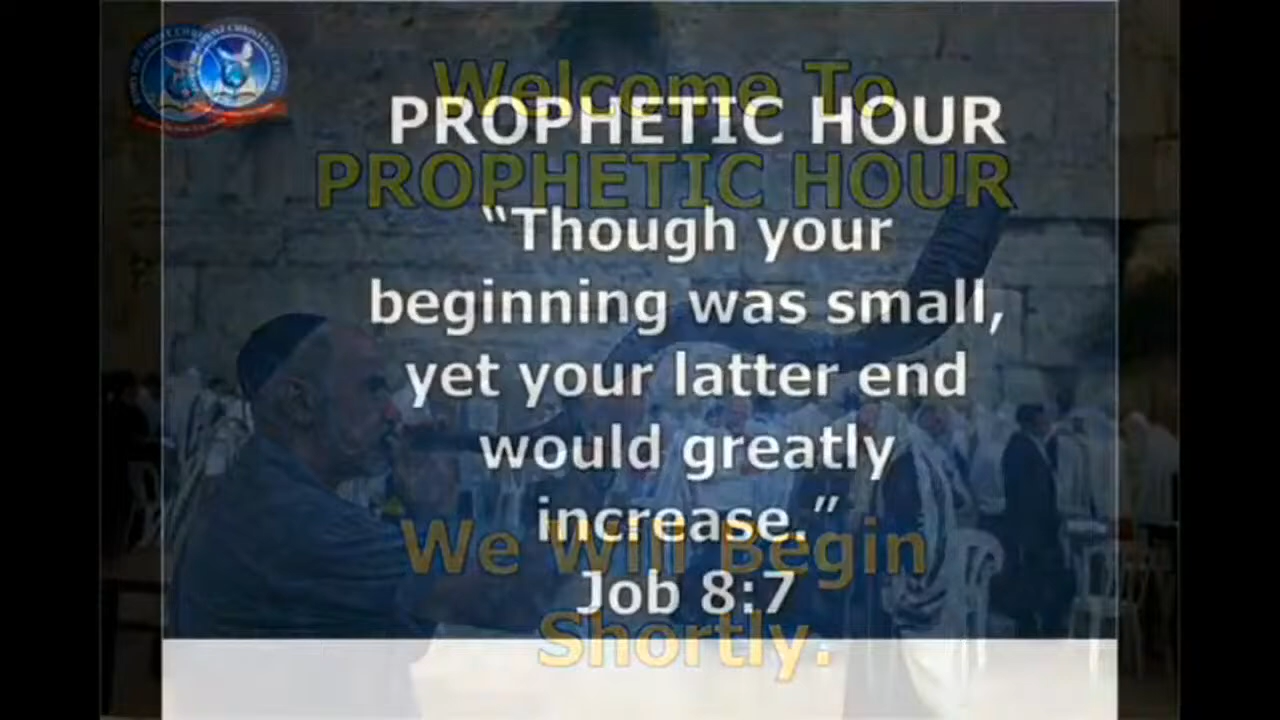 Welcome To
PROPHETIC HOUR
PROPHETIC HOUR
“Though your
beginning was small,
yet your latter end
would greatly
increase.”
We Will Begin
Job 8:7
Shortly.